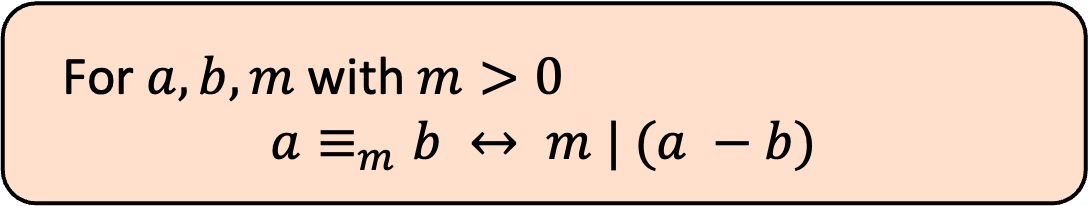 For a, b, m with m > 0
a ≡ₘ b ↔ m | (a − b)